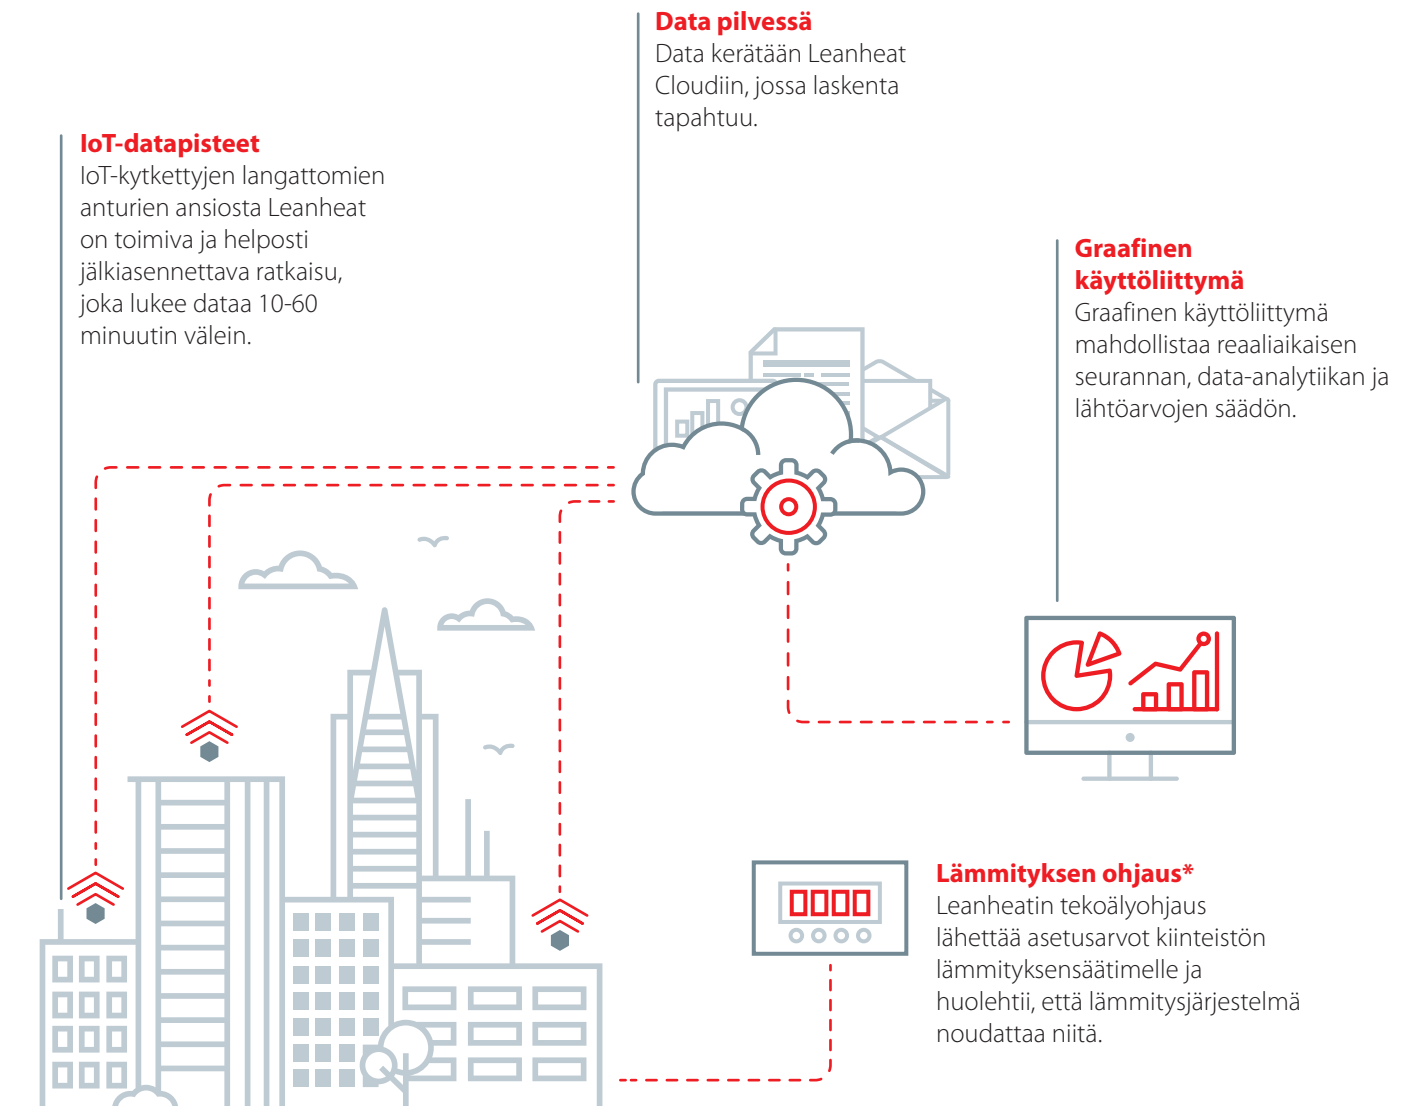 Data pilvessä
Data kerätään Leanheat
Cloudiin, jossa laskenta
tapahtuu.
IoT-datapisteet
IoT-kytkettyjen langattomien
anturien ansiosta Leanheat
on toimiva ja helposti
jälkiasennettava ratkaisu,
joka lukee dataa 10-60
minuutin välein.
Graafinen
käyttöliittymä
Graafinen käyttöliittymä
mahdollistaa reaaliaikaisen
seurannan, data-analytiikan ja
lähtöarvojen säädön.
Lämmityksen ohjaus*
Leanheatin tekoälyohjaus
lähettää asetusarvot kiinteistön
lämmityksensäätimelle ja
huolehtii, että lämmitysjärjestelmä
noudattaa niitä.